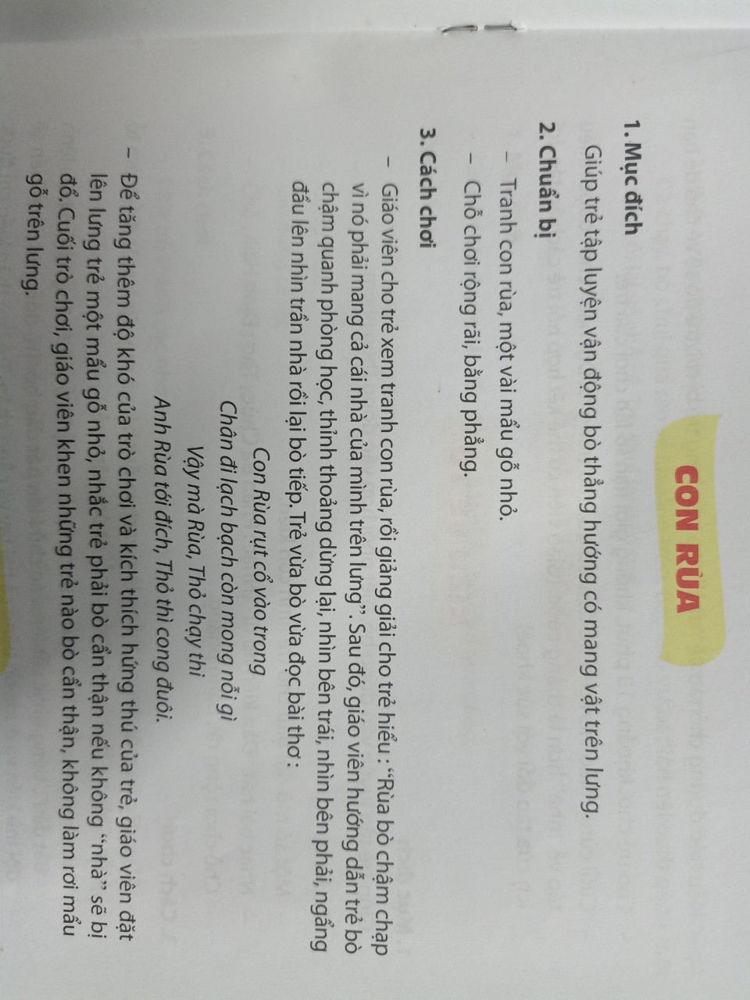 CON RÙA
1. Mục đích
Giúp trẻ tập luyện vận động bò thẳng hướng có mang vật trên lưng.
2. Chuẩn bị
– Tranh con rùa, một vài mẩu gỗ nhỏ.
– Chỗ chơi rộng rãi, bằng phẳng.
3. Cách chơi
– Giáo viên cho trẻ xem tranh con rùa, rồi giảng giải cho trẻ hiểu : “Rùa bò chậm chạp
vì nó phải mang cả cái nhà của mình trên lưng”. Sau đó, giáo viên hướng dẫn trẻ bò
chậm quanh phòng học, thỉnh thoảng dừng lại, nhìn bên trái, nhìn bên phải, ngẩng
đầu lên nhìn trần nhà rồi lại bò tiếp. Trẻ vừa bò vừa đọc bài thơ :
Con Rùa rụt cổ vào trong
Chân đi lạch bạch còn mong nỗi gì
Vậy mà Rùa, Thỏ chạy thi
Anh Rùa tới đích, Thỏ thì cong đuôi.
– Để tăng thêm độ khó của trò chơi và kích thích hứng thú của trẻ, giáo viên đặt
lên lưng trẻ một mẩu gỗ nhỏ, nhắc trẻ phải bò cẩn thận nếu không “nhà” sẽ bị
đổ. Cuối trò chơi, giáo viên khen những trẻ nào bò cẩn thận, không làm rơi mẩu
gỗ trên lưng.